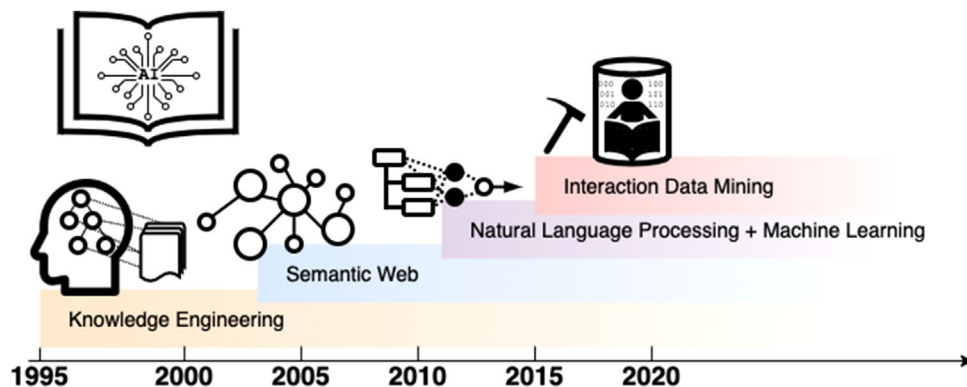 AI
000 100
001 101
010 110
Interaction Data Mining
Natural Language Processing + Machine Learning
Semantic Web
Knowledge Engineering
1995 2000 2005 2010 2015 2020